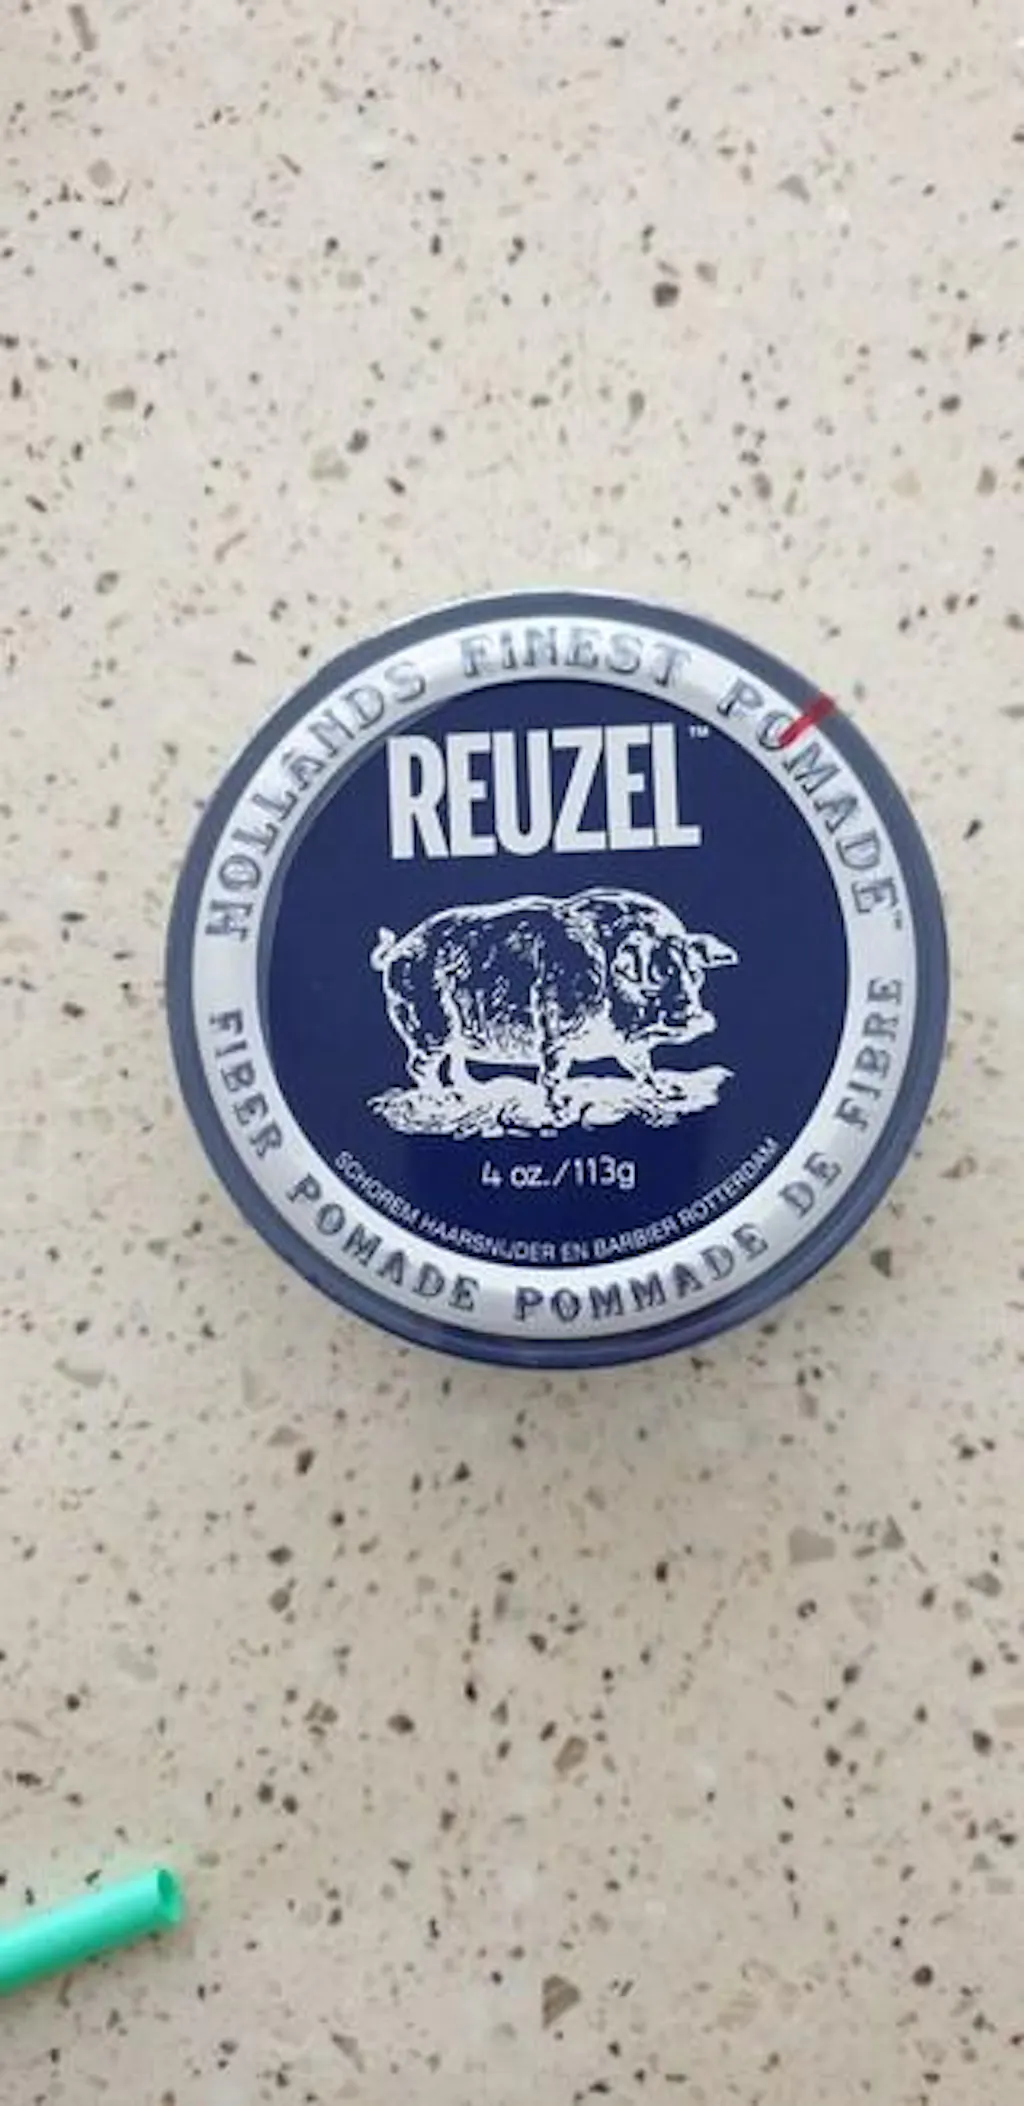 HOLLANDS FINEST POMADE™
REUZEL™
4 oz./113g
SCHOREM HAARSNIJDER EN BARBIER ROTTERDAM
FIBER POMADE POMMADE DE FIBRE